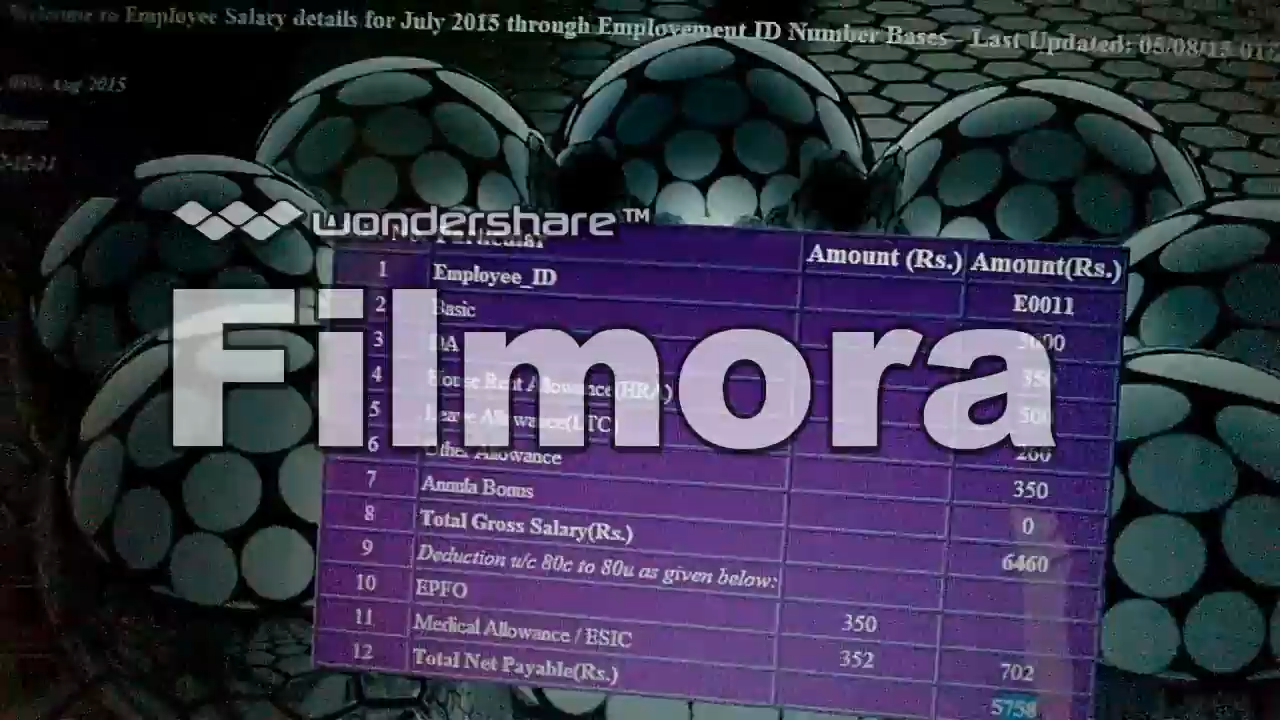 Welcome to Employee Salary details for July 2015 through Employement ID Number Bases Last Updated: 05/08/15
Aug 2015
wondershare™
Filmora
Particular Amount (Rs.) Amount(Rs.)
1 Employee_ID E0011
2 Basic
3 DA 350
4 House Rent Allowance(HRA) 500
5 Leave Allowance(LTC) 260
6 Other Allowance 350
7 Annula Bonus 0
8 Total Gross Salary(Rs.) 6460
9 Deduction u/c 80c to 80u as given below:
10 EPFO 350
11 Medical Allowance / ESIC 352 702
12 Total Net Payable(Rs.) 5758